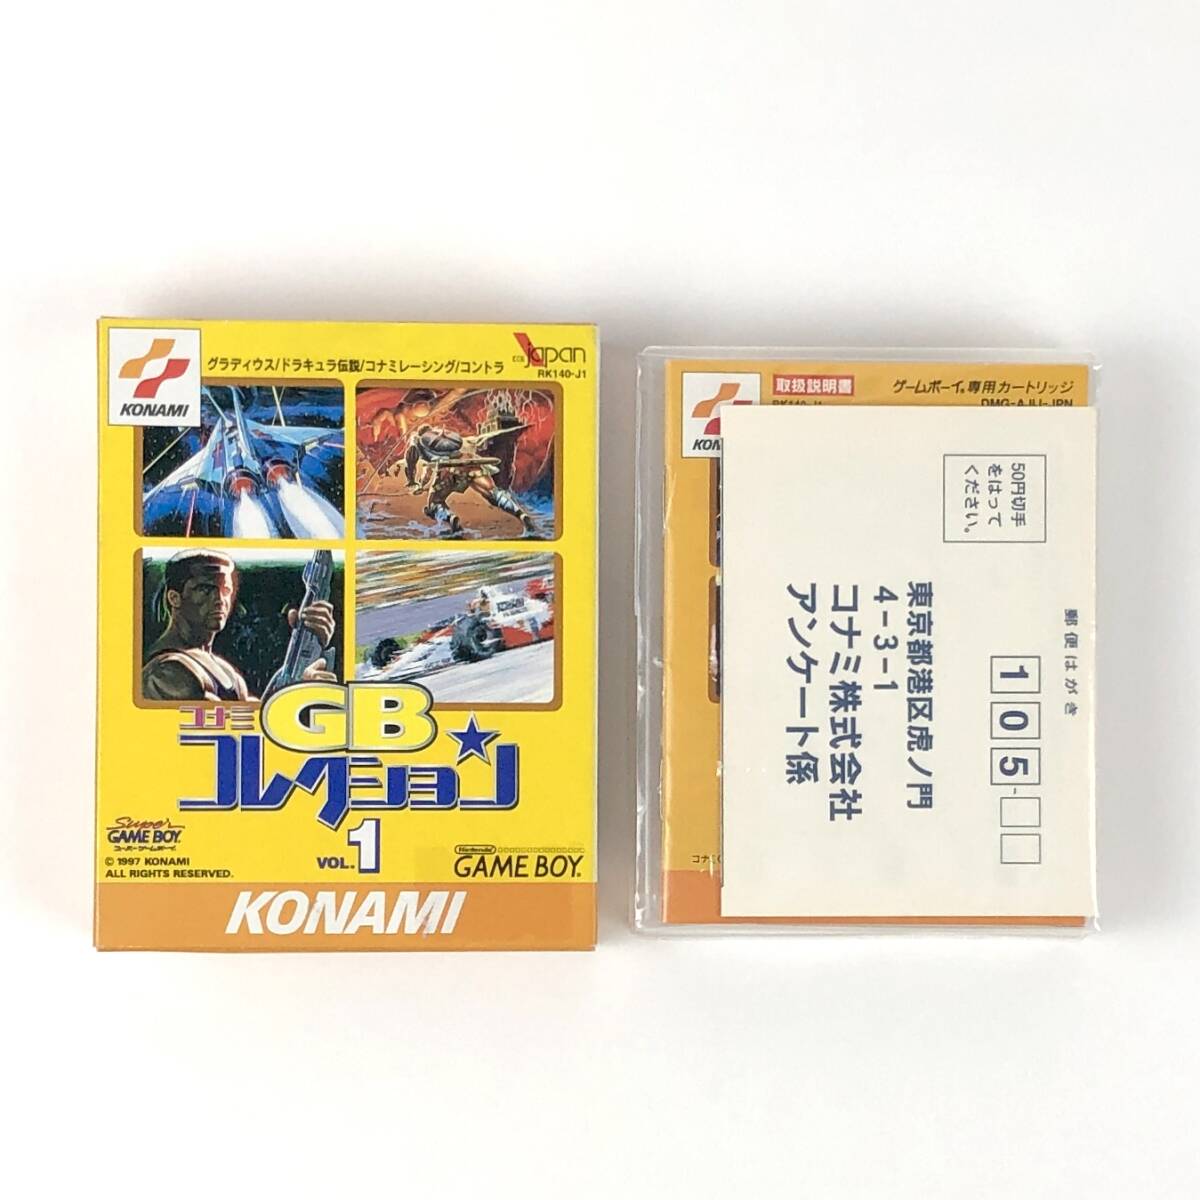 KONAMI
グラディウス/ドラキュラ伝説/コナミレーシング/コントラ
japan
RK140-J1
コナミ GB
コレクション
VOL.1
Super
GAME BOY
スーパーゲームボーイ
© 1997 KONAMI
ALL RIGHTS RESERVED.
Nintendo
GAME BOY
KONAMI
取扱説明書
RK140-J1
ゲームボーイ®専用カートリッジ
DMG-AJU-JPN
50円切手
をはって
ください。
郵便はがき
105-
東京都港区虎ノ門
4-3-1
コナミ株式会社
アンケート係